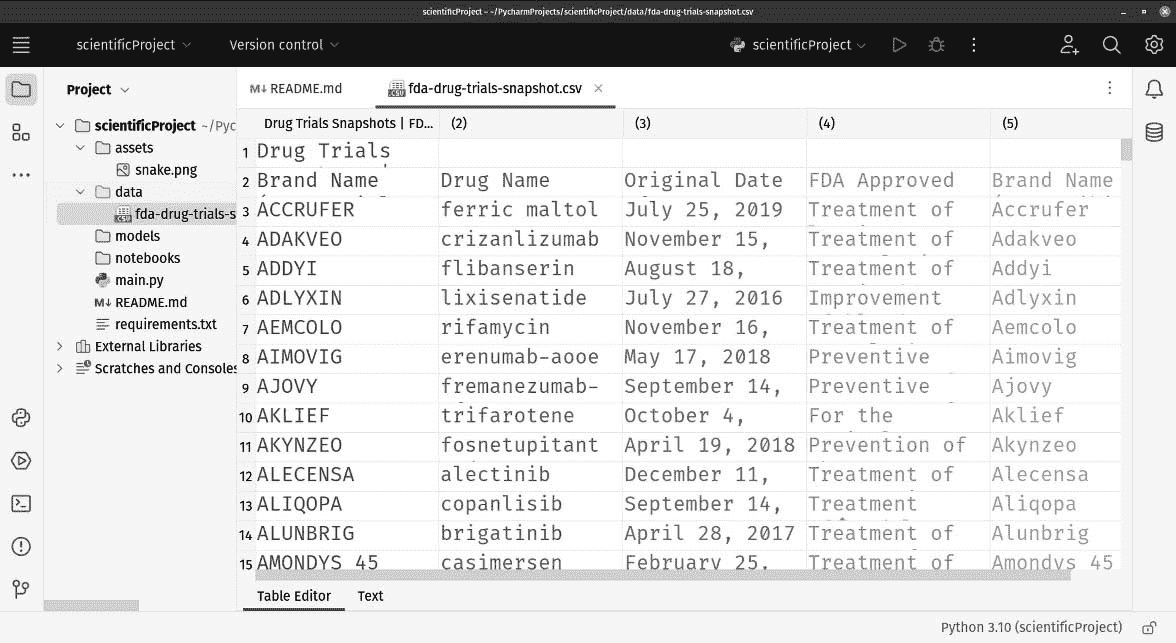 scientificProject – ~/PycharmProjects/scientificProject/data/fda-drug-trials-snapshot.csv
scientificProject Version control scientificProject
Project README.md fda-drug-trials-snapshot.csv
scientificProject ~/Pyc
assets
snake.png
data
fda-drug-trials-s
models
notebooks
main.py
README.md
requirements.txt
External Libraries
Scratches and Consoles
Drug Trials Snapshots | FD... (2) (3) (4) (5)
1 Drug Trials
2 Brand Name Drug Name Original Date FDA Approved Brand Name
3 ACCRUFER ferric maltol July 25, 2019 Treatment of Accrufer
4 ADAKVEO crizanlizumab November 15, Treatment of Adakveo
5 ADDYI flibanserin August 18, Treatment of Addyi
6 ADLYXIN lixisenatide July 27, 2016 Improvement Adlyxin
7 AEMCOLO rifamycin November 16, Treatment of Aemcolo
8 AIMOVIG erenumab-aooe May 17, 2018 Preventive Aimovig
9 AJOVY fremanezumab- September 14, Preventive Ajovy
10 AKLIEF trifarotene October 4, For the Aklief
11 AKYNZEO fosnetupitant April 19, 2018 Prevention of Akynzeo
12 ALECENSA alectinib December 11, Treatment of Alecensa
13 ALIQOPA copanlisib September 14, Treatment Aliqopa
14 ALUNBRIG brigatinib April 28, 2017 Treatment of Alunbrig
15 AMONDYS 45 casimersen February 25, Treatment of Amondys 45
Table Editor Text
Python 3.10 (scientificProject)